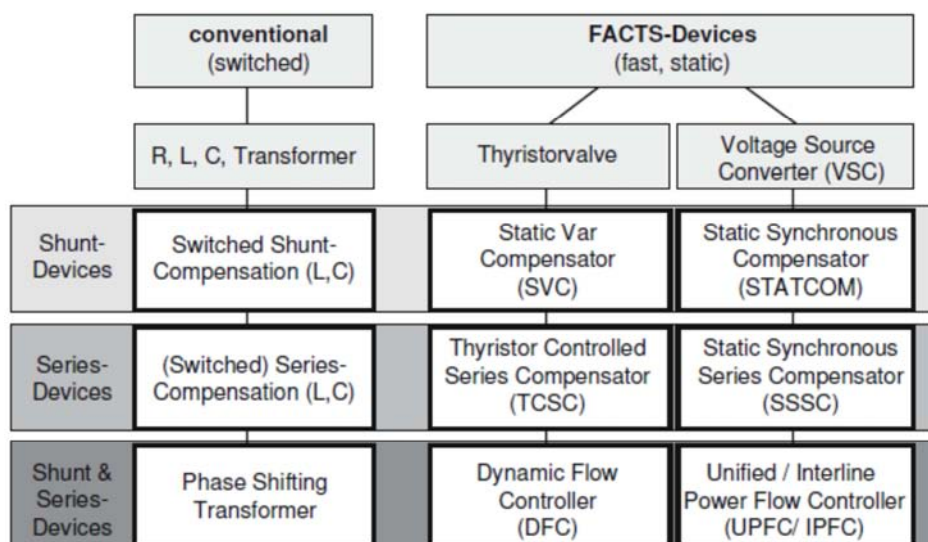 conventional
(switched)
FACTS-Devices
(fast, static)
R, L, C, Transformer
Thyristorvalve
Voltage Source
Converter (VSC)
Shunt-
Devices
Switched Shunt-
Compensation (L,C)
Static Var
Compensator
(SVC)
Static Synchronous
Compensator
(STATCOM)
Series-
Devices
(Switched) Series-
Compensation (L,C)
Thyristor Controlled
Series Compensator
(TCSC)
Static Synchronous
Series Compensator
(SSSC)
Shunt &
Series-
Devices
Phase Shifting
Transformer
Dynamic Flow
Controller
(DFC)
Unified / Interline
Power Flow Controller
(UPFC/ IPFC)